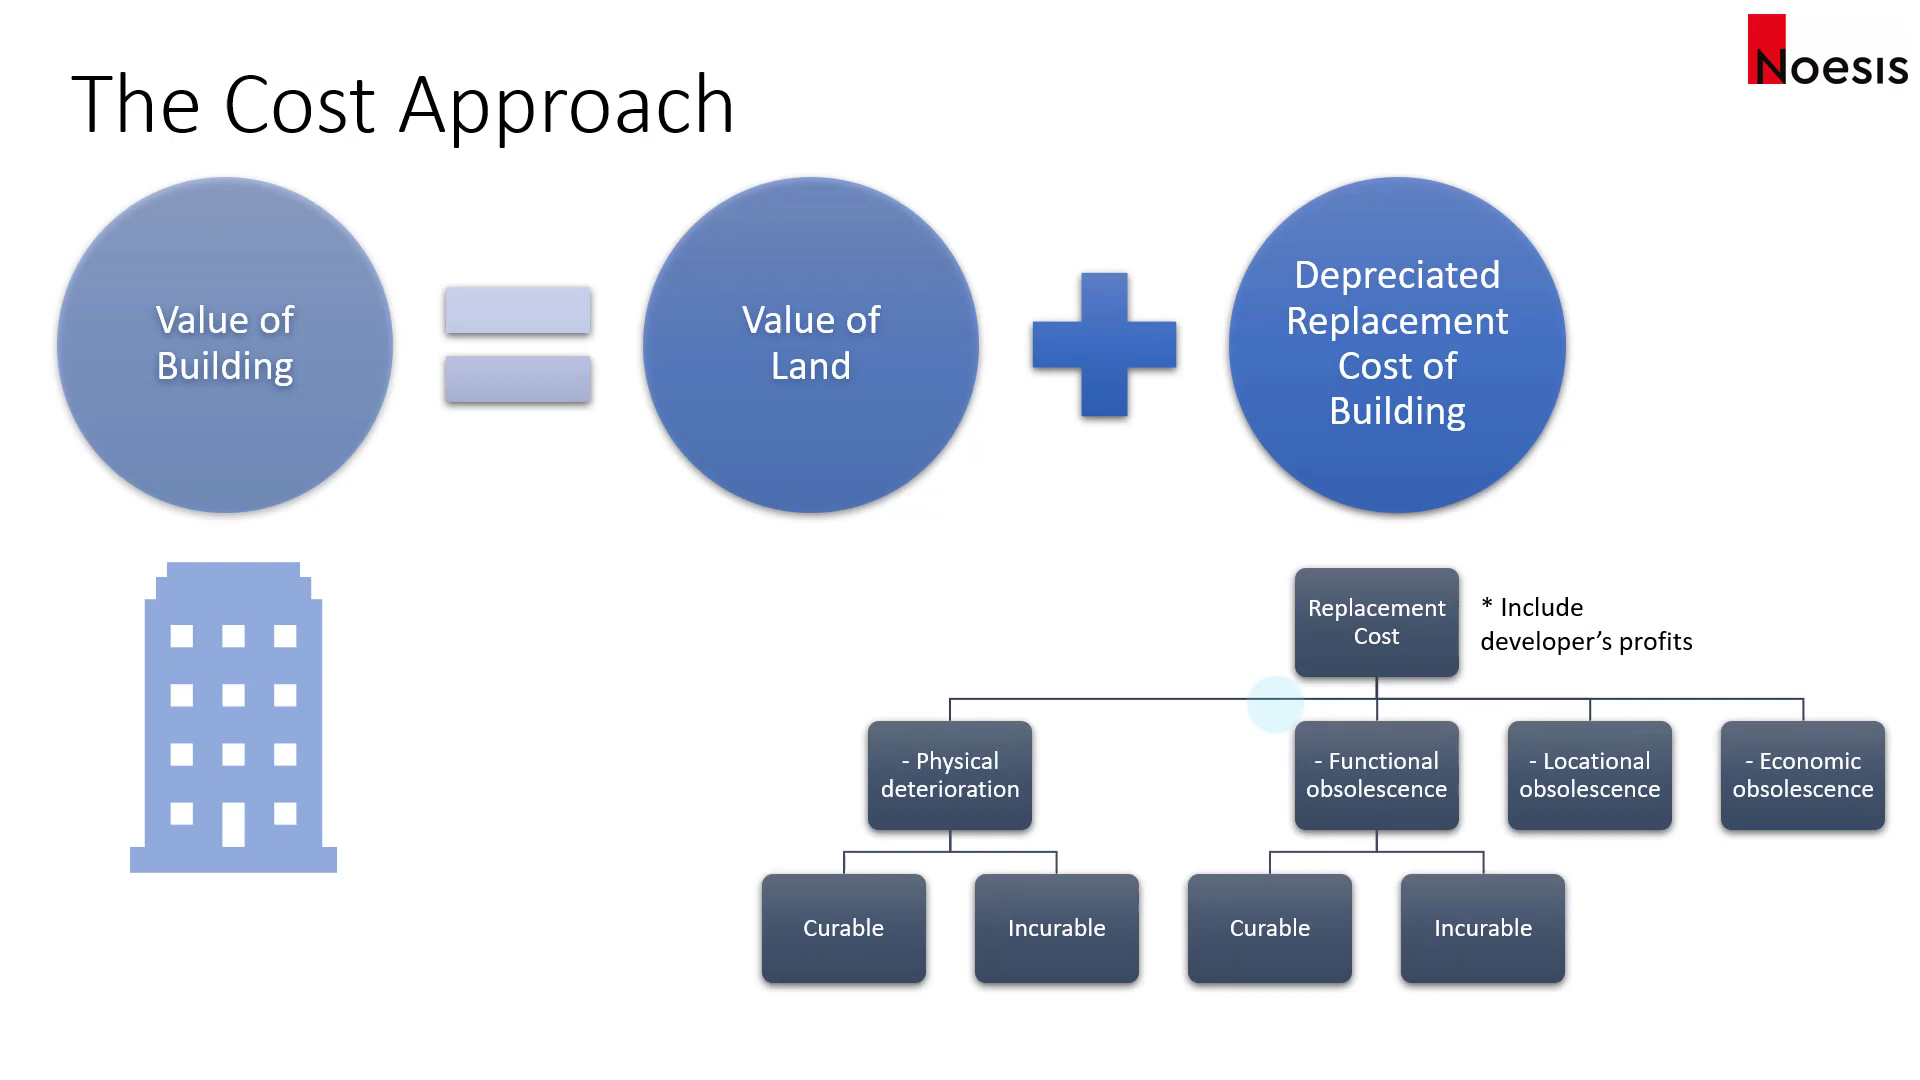 Noesis
The Cost Approach
Value of
Building
Value of
Land
Depreciated
Replacement
Cost of
Building
Replacement
Cost
* Include
developer’s profits
- Physical
deterioration
- Functional
obsolescence
- Locational
obsolescence
- Economic
obsolescence
Curable
Incurable
Curable
Incurable